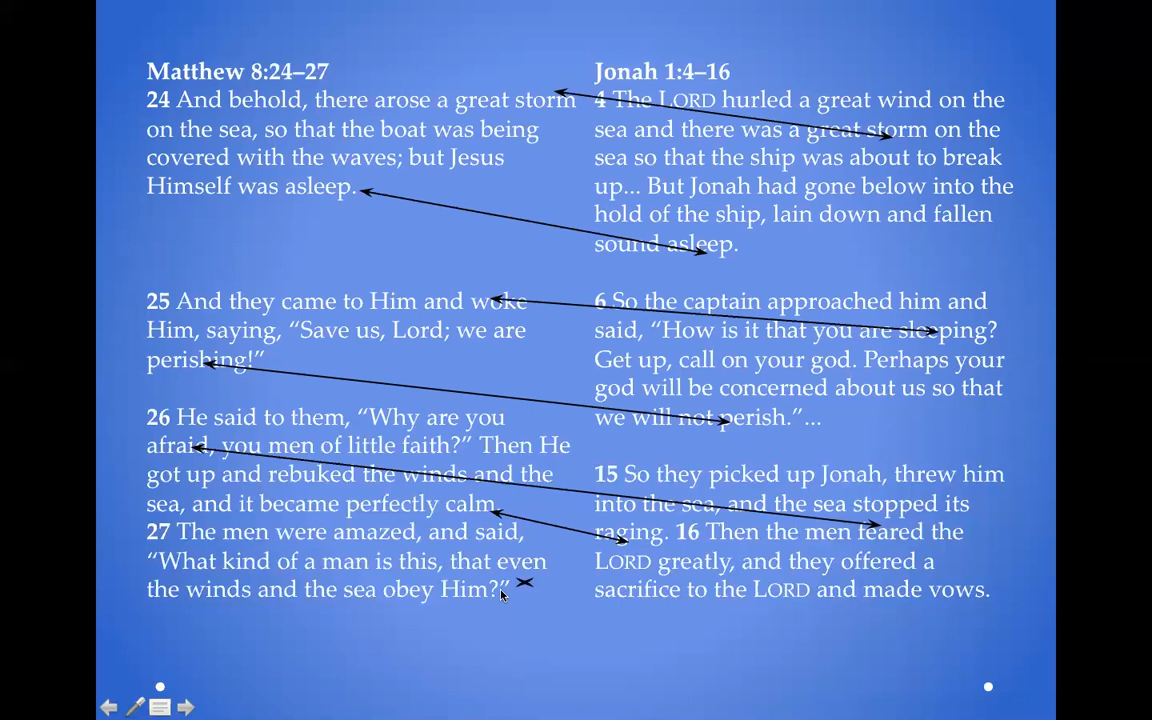 Matthew 8:24–27
24 And behold, there arose a great storm
on the sea, so that the boat was being
covered with the waves; but Jesus
Himself was asleep.
25 And they came to Him and woke
Him, saying, “Save us, Lord; we are
perishing!”
26 He said to them, “Why are you
afraid, you men of little faith?” Then He
got up and rebuked the winds and the
sea, and it became perfectly calm.
27 The men were amazed, and said,
“What kind of a man is this, that even
the winds and the sea obey Him?”
Jonah 1:4–16
4 The LORD hurled a great wind on the
sea and there was a great storm on the
sea so that the ship was about to break
up... But Jonah had gone below into the
hold of the ship, lain down and fallen
sound asleep.
6 So the captain approached him and
said, “How is it that you are sleeping?
Get up, call on your god. Perhaps your
god will be concerned about us so that
we will not perish.”...
15 So they picked up Jonah, threw him
into the sea, and the sea stopped its
raging. 16 Then the men feared the
LORD greatly, and they offered a
sacrifice to the LORD and made vows.